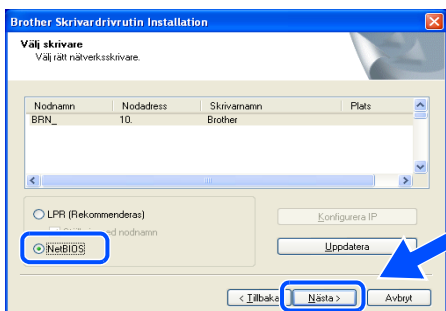 Brother Skrivardrivrutin Installation
Välj skrivare
Välj rätt nätverksskrivare.
Nodnamn Nodadress Skrivarnamn Plats
BRN_ 10. Brother
LPR (Rekommenderas)
Konfigurera IP
d nodnamn
NetBIOS
Uppdatera
< Tillbaka Nästa > Avbryt